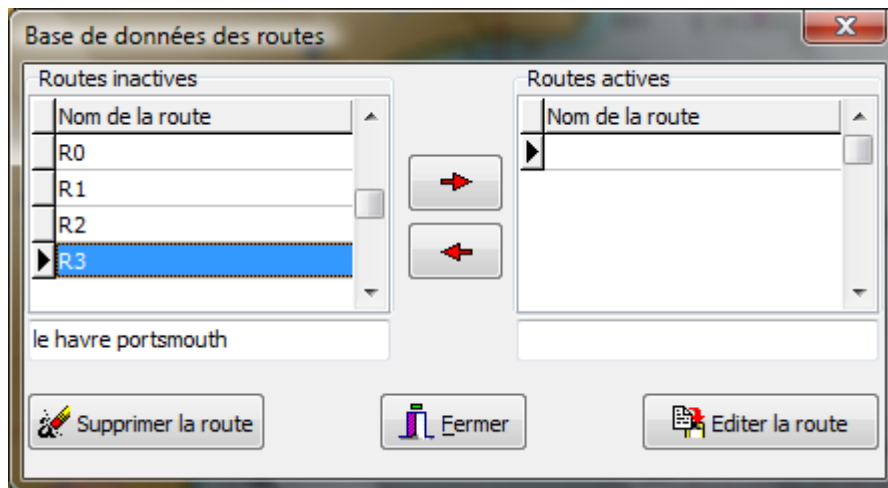 Base de données des routes
Routes inactives
Nom de la route
R0
R1
R2
R3
le havre portsmouth
Routes actives
Nom de la route
Supprimer la route
Fermer
Editer la route